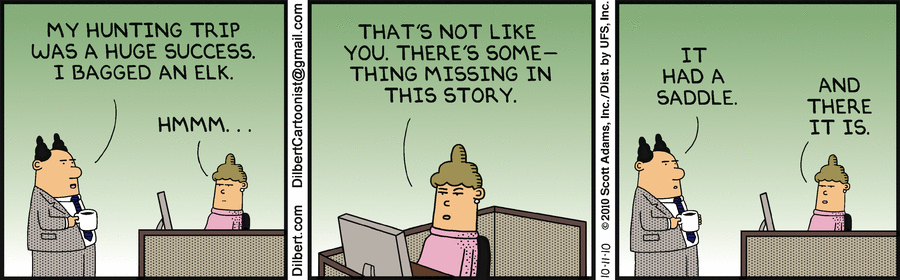 MY HUNTING TRIP
WAS A HUGE SUCCESS.
I BAGGED AN ELK.
HMMM...
Dilbert.com DilbertCartoonist@gmail.com
THAT'S NOT LIKE
YOU. THERE'S SOME-
THING MISSING IN
THIS STORY.
10-11-10 © 2010 Scott Adams, Inc./Dist. by UFS, Inc.
IT
HAD A
SADDLE.
AND
THERE
IT IS.